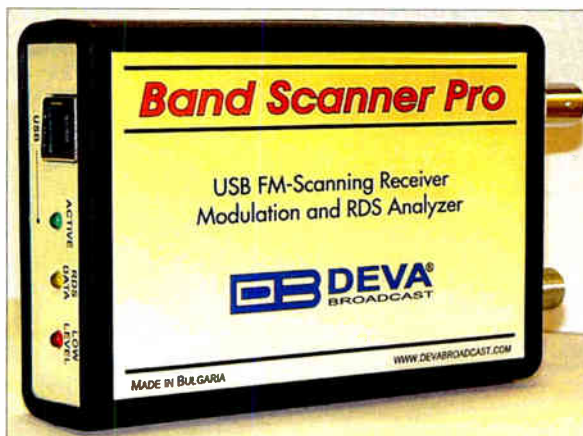 Band Scanner Pro
USB FM-Scanning Receiver
Modulation and RDS Analyzer
DB DEVA®
BROADCAST
WWW.DEVABROADCAST.COM
MADE IN BULGARIA
USB
ACTIVE
RDS
DATA
LOW
LEVEL